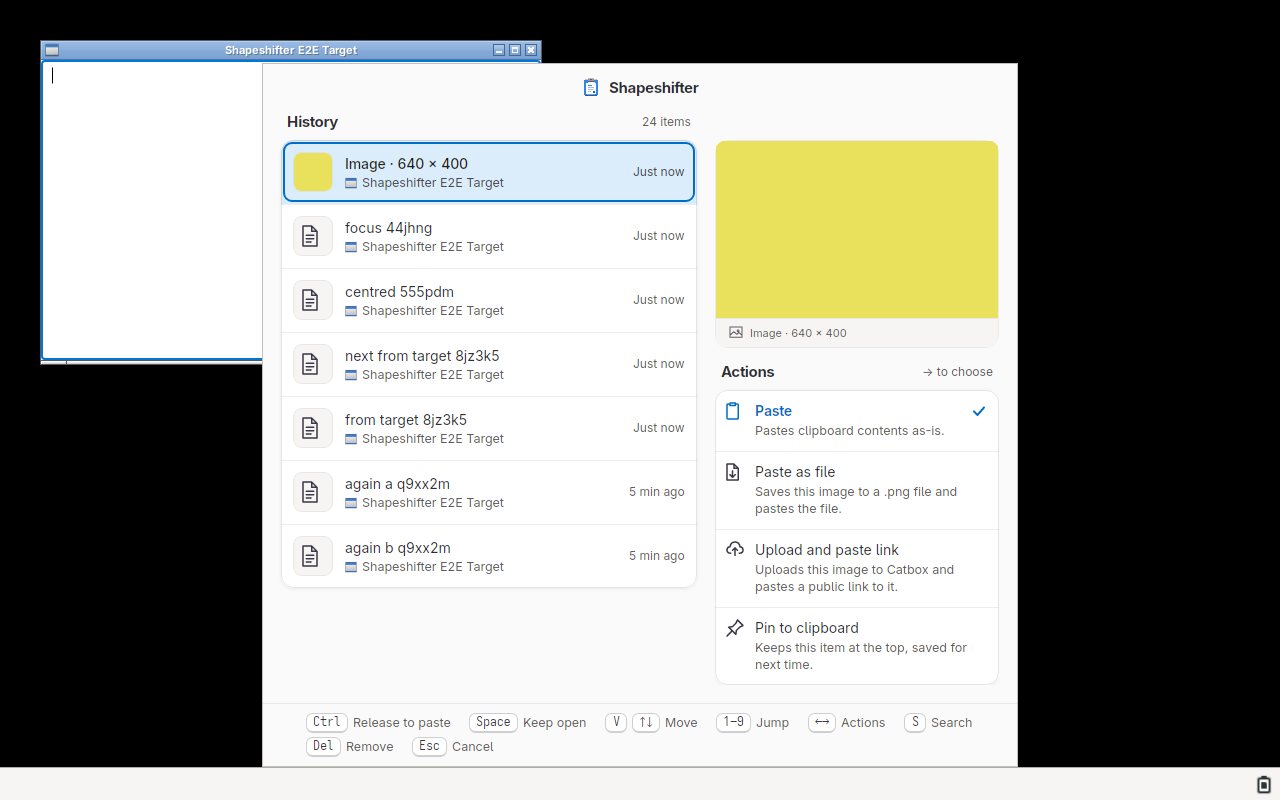 Shapeshifter E2E Target
Shapeshifter
History
24 items
Image · 640 × 400
Shapeshifter E2E Target
Just now
focus 44jhng
Shapeshifter E2E Target
Just now
centred 555pdm
Shapeshifter E2E Target
Just now
next from target 8jz3k5
Shapeshifter E2E Target
Just now
from target 8jz3k5
Shapeshifter E2E Target
Just now
again a q9xx2m
Shapeshifter E2E Target
5 min ago
again b q9xx2m
Shapeshifter E2E Target
5 min ago
Image · 640 × 400
Actions
→ to choose
Paste
Pastes clipboard contents as-is.
Paste as file
Saves this image to a .png file and
pastes the file.
Upload and paste link
Uploads this image to Catbox and
pastes a public link to it.
Pin to clipboard
Keeps this item at the top, saved for
next time.
Ctrl Release to paste Space Keep open V ↑↓ Move 1–9 Jump ↔ Actions S Search
Del Remove Esc Cancel